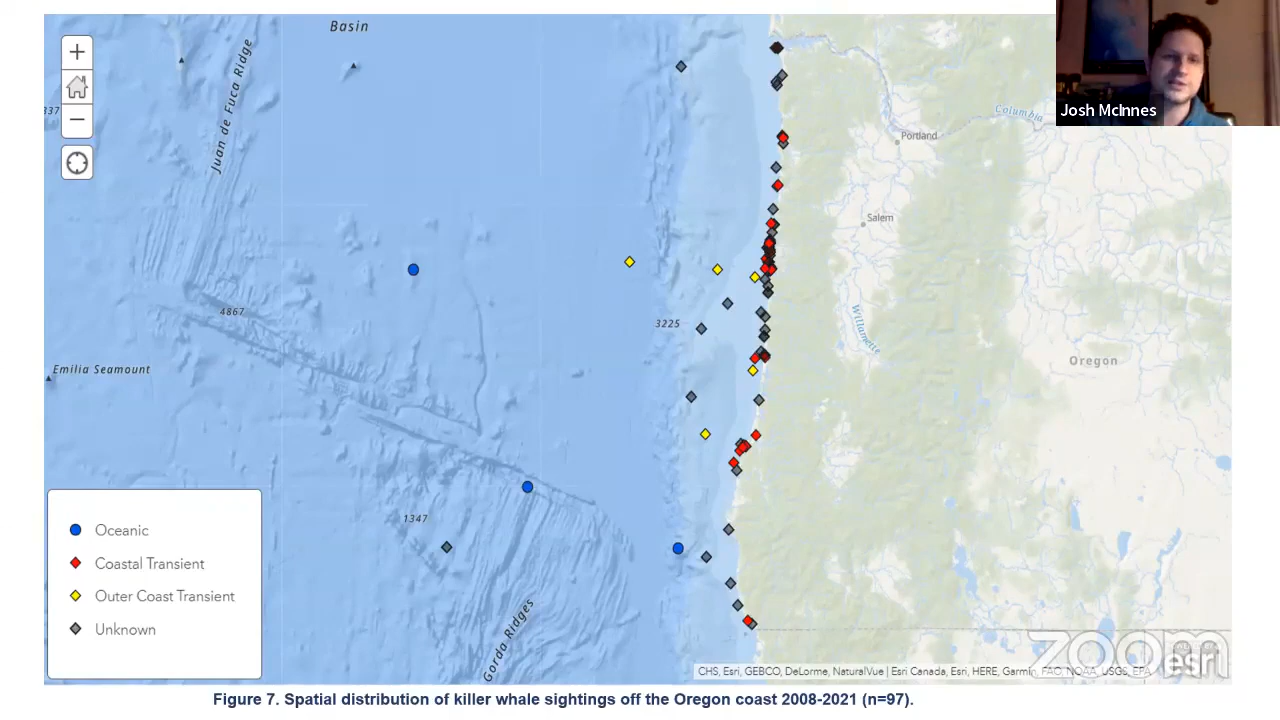 Basin
Josh McInnes
Juan de Fuca Ridge
337
Columbia
Portland
Salem
4867
3225
Willamette
Emilia Seamount
Oregon
1347
Oceanic
Coastal Transient
Outer Coast Transient
Unknown
Gorda Ridges
zoom
esri
CHS, Esri, GEBCO, DeLorme, NaturalVue | Esri Canada, Esri, HERE, Garmin, FAO, NOAA, USGS, EPA
Figure 7. Spatial distribution of killer whale sightings off the Oregon coast 2008-2021 (n=97).